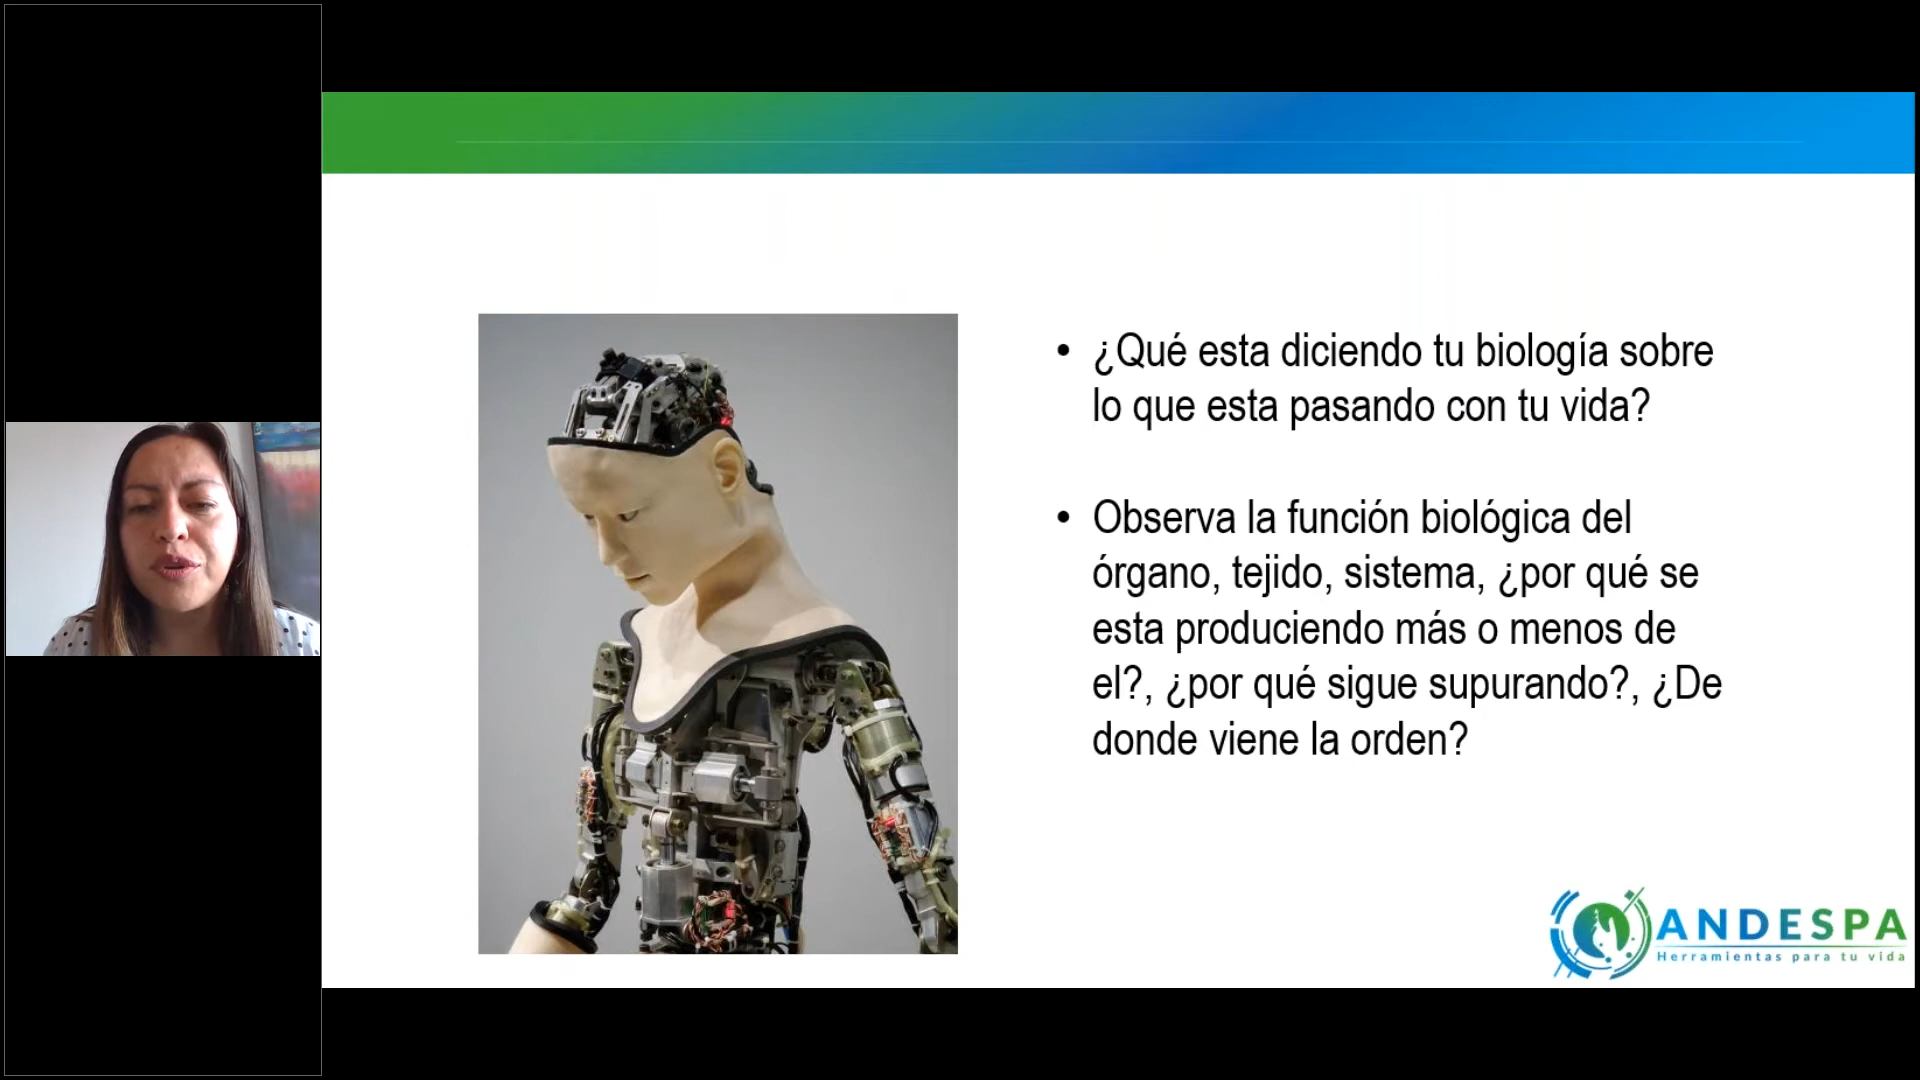 • ¿Qué esta diciendo tu biología sobre
lo que esta pasando con tu vida?
• Observa la función biológica del
órgano, tejido, sistema, ¿por qué se
esta produciendo más o menos de
el?, ¿por qué sigue supurando?, ¿De
donde viene la orden?
ANDESPA
Herramientas para tu vida